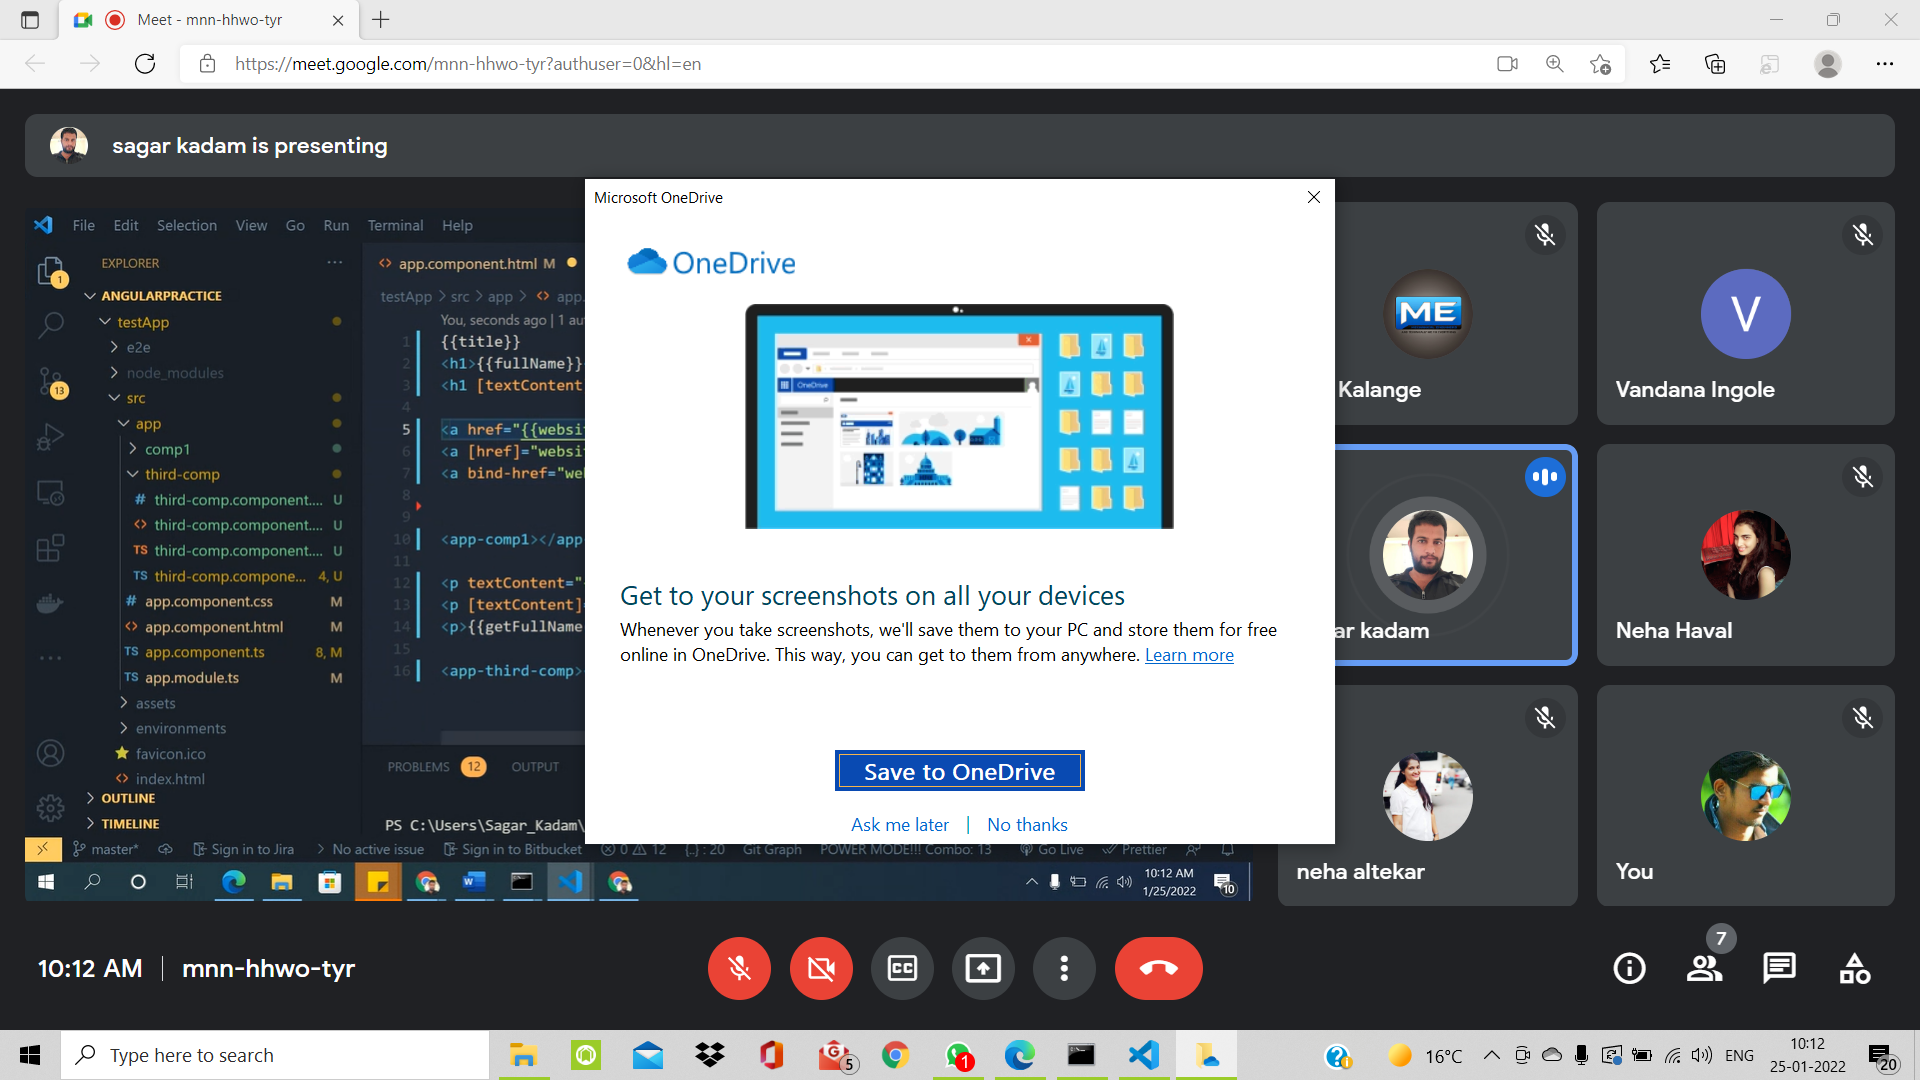 Meet - mnn-hhwo-tyr
https://meet.google.com/mnn-hhwo-tyr?authuser=0&hl=en
sagar kadam is presenting
Microsoft OneDrive
OneDrive
OneDrive
Get to your screenshots on all your devices
Whenever you take screenshots, we'll save them to your PC and store them for free
online in OneDrive. This way, you can get to them from anywhere. Learn more
Save to OneDrive
Ask me later | No thanks
File Edit Selection View Go Run Terminal Help
EXPLORER
1
ANGULARPRACTICE
testApp
e2e
node_modules
13
src
app
comp1
third-comp
# third-comp.component.... U
<> third-comp.component.... U
TS third-comp.component.... U
TS third-comp.compone... 4, U
# app.component.css M
<> app.component.html M
TS app.component.ts 8, M
TS app.module.ts M
assets
environments
favicon.ico
<> index.html
OUTLINE
TIMELINE
<> app.component.html M
testApp > src > app > <> app.
You, seconds ago | 1 au
1 {{title}}
2 <h1>{{fullName}}
3 <h1 [textContent
4
5 <a href="{{websi
6 <a [href]="websi
7 <a bind-href="we
8
9
10 <app-comp1></app
11
12 <p textContent="
13 <p [textContent]=
14 <p>{{getFullName
15
16 <app-third-comp>
PROBLEMS 12 OUTPUT
PS C:\Users\Sagar_Kadam\
master* Sign in to Jira No active issue Sign in to Bitbucket 0 12 {..} : 20 Git Graph POWER MODE!!! Combo: 13 Go Live Prettier
10:12 AM
1/25/2022
10
ME
Kalange
V
Vandana Ingole
ar kadam
Neha Haval
neha altekar
You
10:12 AM | mnn-hhwo-tyr
CC
7
Type here to search
5
1
16°C
ENG
10:12
25-01-2022
20